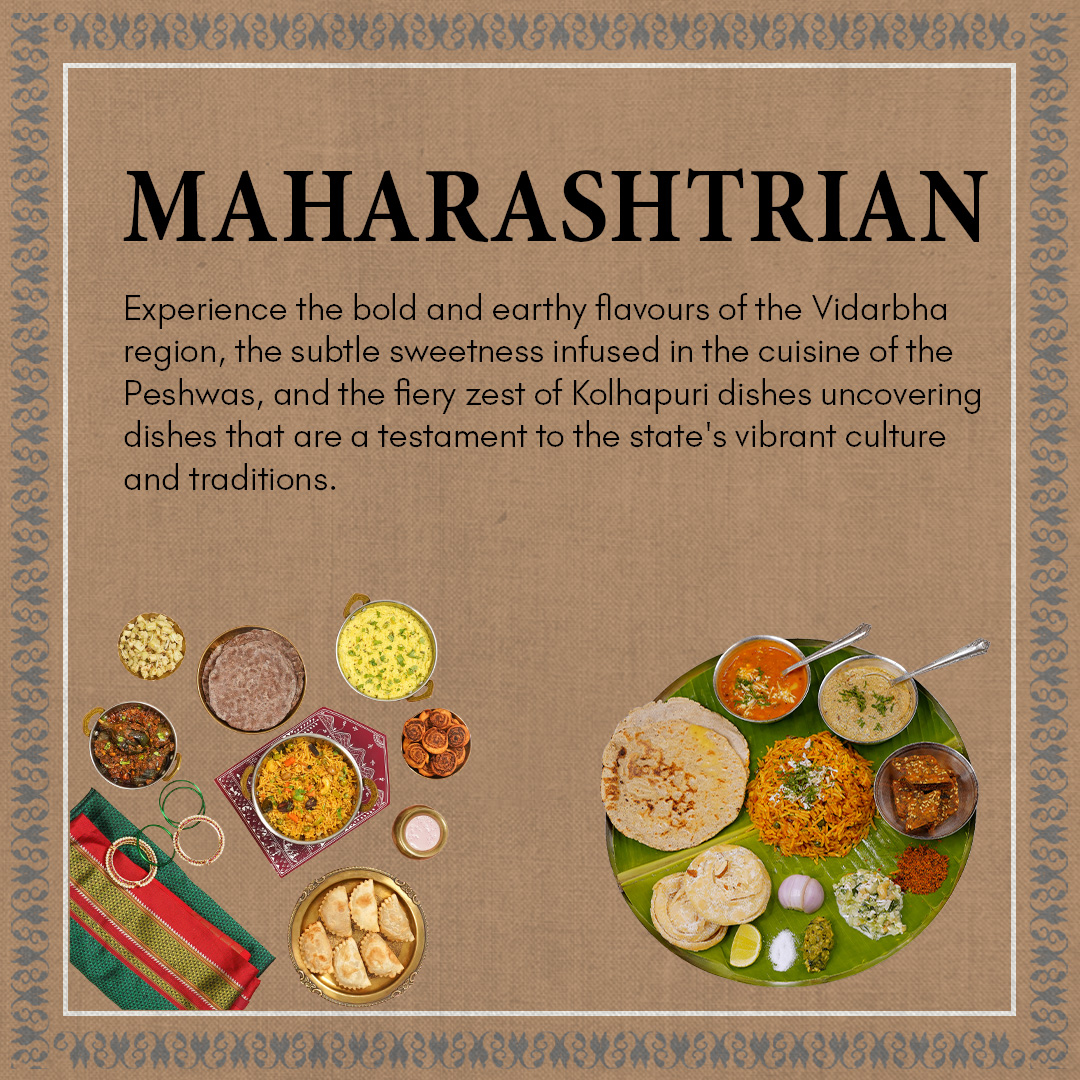 MAHARASHTRIAN
Experience the bold and earthy flavours of the Vidarbha
region, the subtle sweetness infused in the cuisine of the
Peshwas, and the fiery zest of Kolhapuri dishes uncovering
dishes that are a testament to the state's vibrant culture
and traditions.